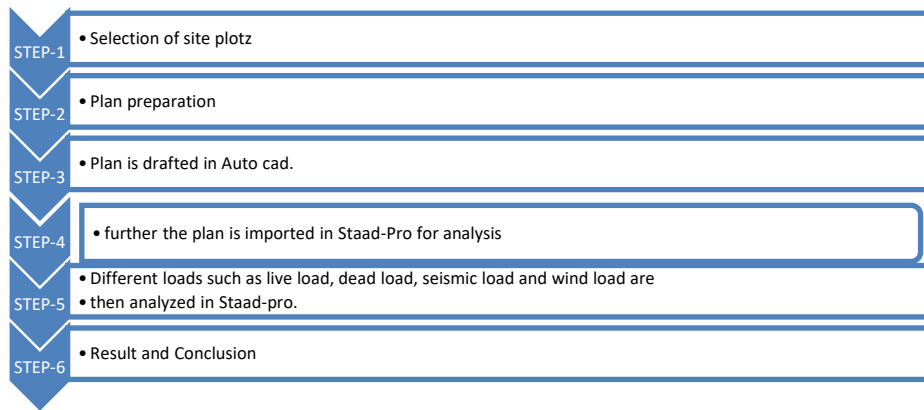 STEP-1
• Selection of site plotz
STEP-2
• Plan preparation
STEP-3
• Plan is drafted in Auto cad.
STEP-4
• further the plan is imported in Staad-Pro for analysis
STEP-5
• Different loads such as live load, dead load, seismic load and wind load are
• then analyzed in Staad-pro.
STEP-6
• Result and Conclusion